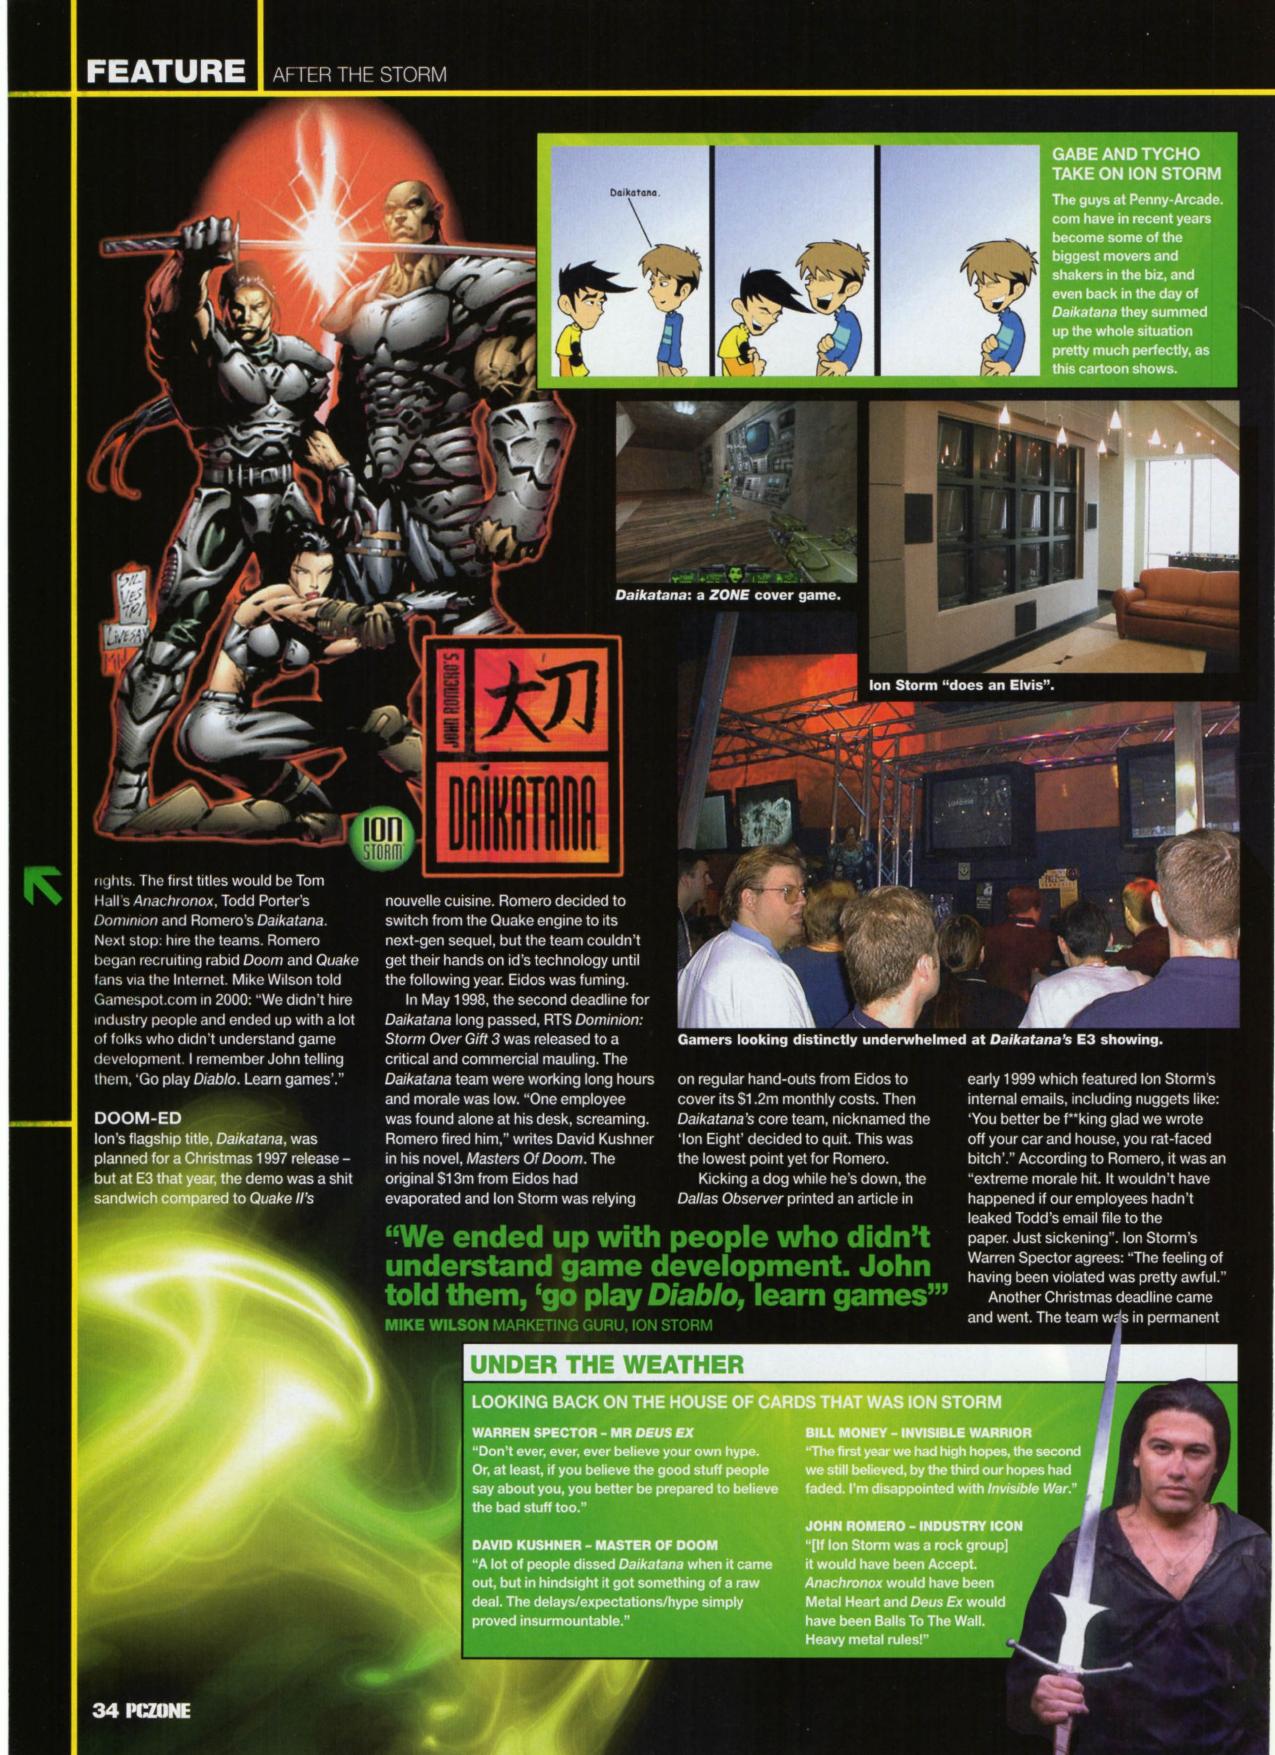 FEATURE
AFTER THE STORM
Daikatana.
GABE AND TYCHO
TAKE ON ION STORM
The guys at Penny-Arcade.
com have in recent years
become some of the
biggest movers and
shakers in the biz, and
even back in the day of
Daikatana they summed
up the whole situation
pretty much perfectly, as
this cartoon shows.
Daikatana: a ZONE cover game.
Ion Storm “does an Elvis”.
SIL
VES
TRI
LIVESAY
JOHN ROMERO'S
大刀
DAIKATANA
ION
STORM
Gamers looking distinctly underwhelmed at Daikatana's E3 showing.
rights. The first titles would be Tom
Hall's Anachronox, Todd Porter's
Dominion and Romero's Daikatana.
Next stop: hire the teams. Romero
began recruiting rabid Doom and Quake
fans via the Internet. Mike Wilson told
Gamespot.com in 2000: “We didn't hire
industry people and ended up with a lot
of folks who didn't understand game
development. I remember John telling
them, ‘Go play Diablo. Learn games’.”
DOOM-ED
Ion's flagship title, Daikatana, was
planned for a Christmas 1997 release –
but at E3 that year, the demo was a shit
sandwich compared to Quake II's
nouvelle cuisine. Romero decided to
switch from the Quake engine to its
next-gen sequel, but the team couldn't
get their hands on id's technology until
the following year. Eidos was fuming.
In May 1998, the second deadline for
Daikatana long passed, RTS Dominion:
Storm Over Gift 3 was released to a
critical and commercial mauling. The
Daikatana team were working long hours
and morale was low. “One employee
was found alone at his desk, screaming.
Romero fired him,” writes David Kushner
in his novel, Masters Of Doom. The
original $13m from Eidos had
evaporated and Ion Storm was relying
on regular hand-outs from Eidos to
cover its $1.2m monthly costs. Then
Daikatana's core team, nicknamed the
‘Ion Eight’ decided to quit. This was
the lowest point yet for Romero.
Kicking a dog while he's down, the
Dallas Observer printed an article in
early 1999 which featured Ion Storm's
internal emails, including nuggets like:
‘You better be f**king glad we wrote
off your car and house, you rat-faced
bitch’.” According to Romero, it was an
“extreme morale hit. It wouldn't have
happened if our employees hadn't
leaked Todd's email file to the
paper. Just sickening”. Ion Storm's
Warren Spector agrees: “The feeling of
having been violated was pretty awful.”
Another Christmas deadline came
and went. The team was in permanent
“We ended up with people who didn't
understand game development. John
told them, ‘go play Diablo, learn games’”
MIKE WILSON MARKETING GURU, ION STORM
UNDER THE WEATHER
LOOKING BACK ON THE HOUSE OF CARDS THAT WAS ION STORM
WARREN SPECTOR – MR DEUS EX
“Don't ever, ever, ever believe your own hype.
Or, at least, if you believe the good stuff people
say about you, you better be prepared to believe
the bad stuff too.”
DAVID KUSHNER – MASTER OF DOOM
“A lot of people dissed Daikatana when it came
out, but in hindsight it got something of a raw
deal. The delays/expectations/hype simply
proved insurmountable.”
BILL MONEY – INVISIBLE WARRIOR
“The first year we had high hopes, the second
we still believed, by the third our hopes had
faded. I'm disappointed with Invisible War.”
JOHN ROMERO – INDUSTRY ICON
“[If Ion Storm was a rock group]
it would have been Accept.
Anachronox would have been
Metal Heart and Deus Ex would
have been Balls To The Wall.
Heavy metal rules!”
34 PCZONE